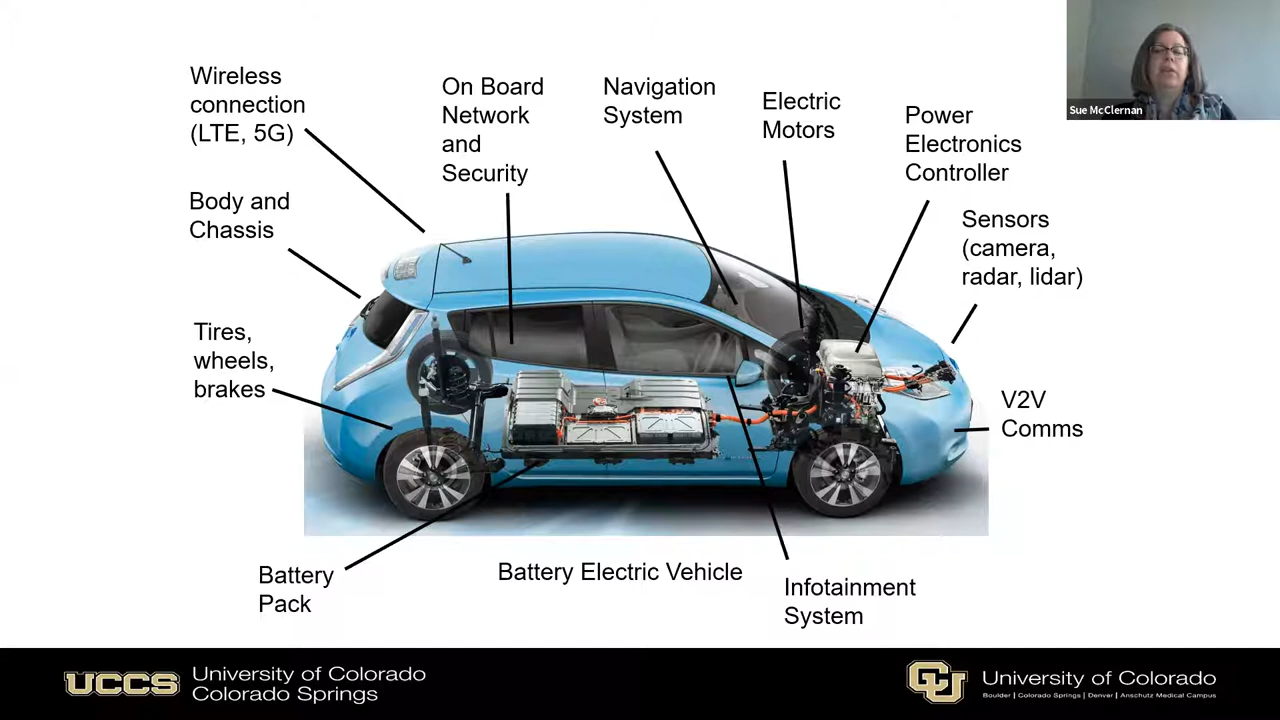 Wireless
connection
(LTE, 5G)
On Board
Network
and
Security
Navigation
System
Electric
Motors
Power
Electronics
Controller
Sue McClernan
Body and
Chassis
Sensors
(camera,
radar, lidar)
Tires,
wheels,
brakes
V2V
Comms
Battery
Pack
Battery Electric Vehicle
Infotainment
System
UCCS
University of Colorado
Colorado Springs
CU
University of Colorado
Boulder | Colorado Springs | Denver | Anschutz Medical Campus